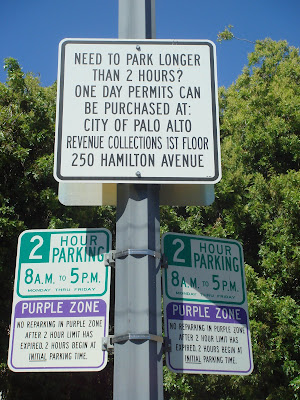 NEED TO PARK LONGER
THAN 2 HOURS?
ONE DAY PERMITS CAN
BE PURCHASED AT:
CITY OF PALO ALTO
REVENUE COLLECTIONS 1ST FLOOR
250 HAMILTON AVENUE
2 HOUR
PARKING
8 A.M. TO 5 P.M.
MONDAY THRU FRIDAY
PURPLE ZONE
NO REPARKING IN PURPLE ZONE
AFTER 2 HOUR LIMIT HAS
EXPIRED. 2 HOURS BEGIN AT
INITIAL PARKING TIME.
2 HOUR
PARKING
8 A.M. TO 5 P.M.
MONDAY THRU FRIDAY
PURPLE ZONE
NO REPARKING IN PURPLE ZONE
AFTER 2 HOUR LIMIT HAS
EXPIRED. 2 HOURS BEGIN AT
INITIAL PARKING TIME.